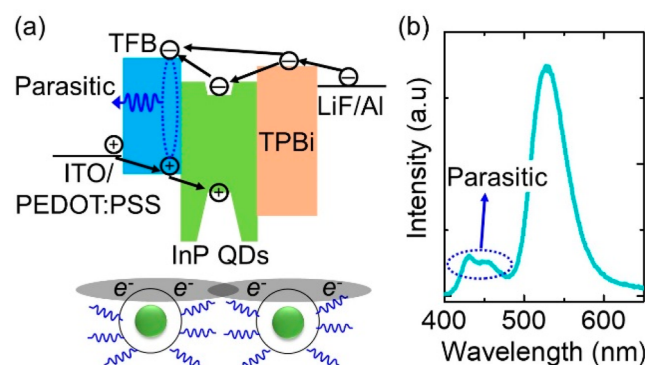 (a)
TFB
Parasitic
LiF/Al
TPBi
ITO/
PEDOT:PSS
InP QDs
e- e- e- e-
(b)
Intensity (a.u)
Parasitic
400 500 600
Wavelength (nm)